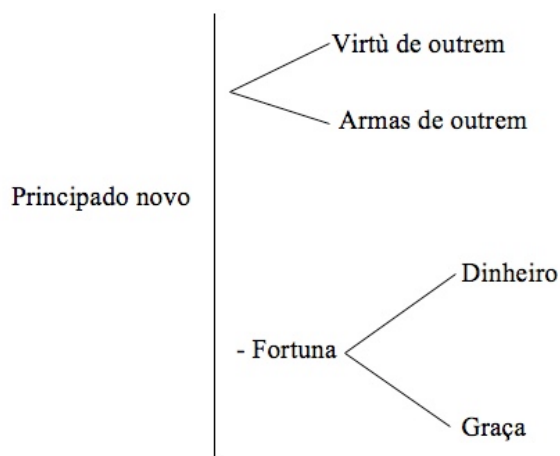 Virtù de outrem
Armas de outrem
Principado novo
Dinheiro
- Fortuna
Graça